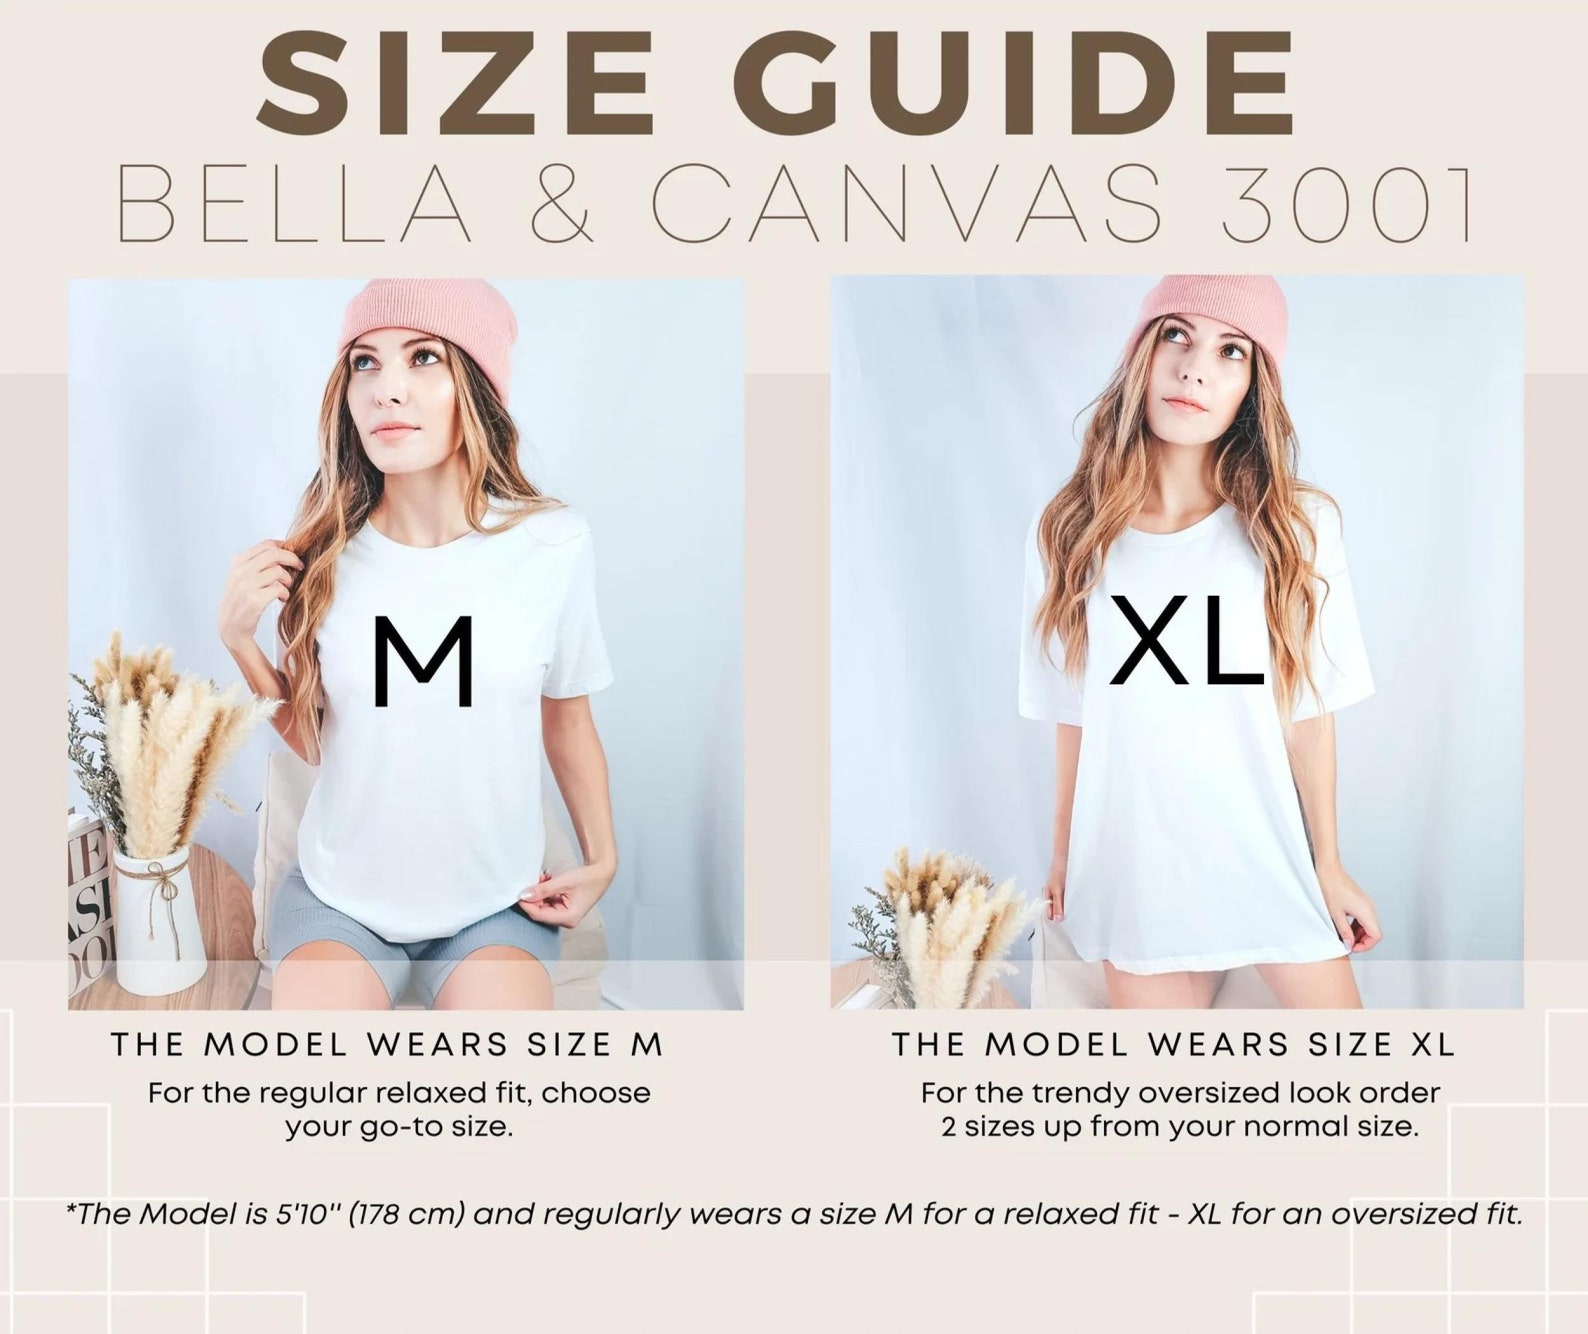 SIZE GUIDE
BELLA & CANVAS 3001
M
XL
THE MODEL WEARS SIZE M
For the regular relaxed fit, choose
your go-to size.
THE MODEL WEARS SIZE XL
For the trendy oversized look order
2 sizes up from your normal size.
*The Model is 5'10'' (178 cm) and regularly wears a size M for a relaxed fit - XL for an oversized fit.